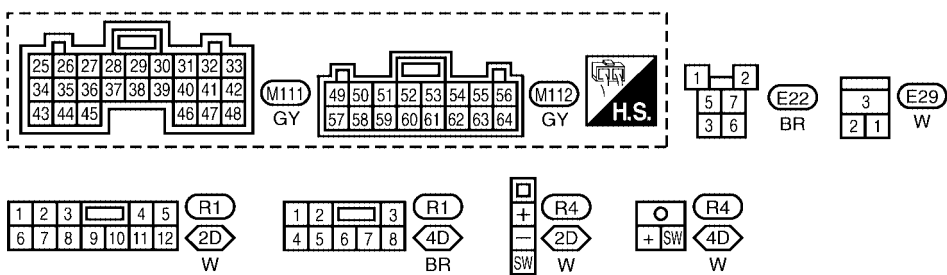 25 26 27 28 29 30 31 32 33
34 35 36 37 38 39 40 41 42
43 44 45 46 47 48
M111
GY
49 50 51 52 53 54 55 56
57 58 59 60 61 62 63 64
M112
GY
H.S.
1 2
5 7
3 6
E22
BR
3
2 1
E29
W
1 2 3 4 5
6 7 8 9 10 11 12
R1
2D
W
1 2 3
4 5 6 7 8
R1
4D
BR
+
−
SW
R4
2D
W
+ SW
R4
4D
W